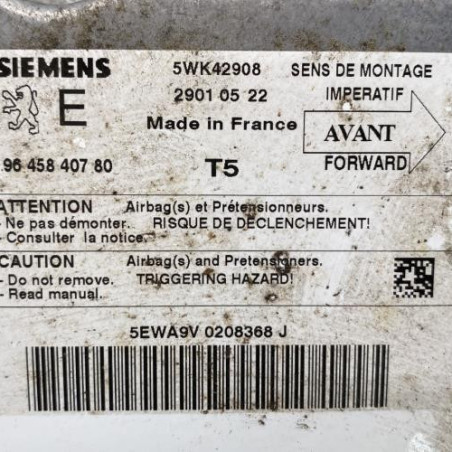 SIEMENS 5WK42908 SENS DE MONTAGE
E 2901 05 22 IMPERATIF
Made in France AVANT
96 458 407 80 T5 FORWARD
ATTENTION Airbag(s) et Prétensionneurs.
- Ne pas démonter. RISQUE DE DECLENCHEMENT!
- Consulter la notice.
CAUTION Airbag(s) and Pretensioners.
- Do not remove. TRIGGERING HAZARD!
- Read manual.
5EWA9V 0208368 J